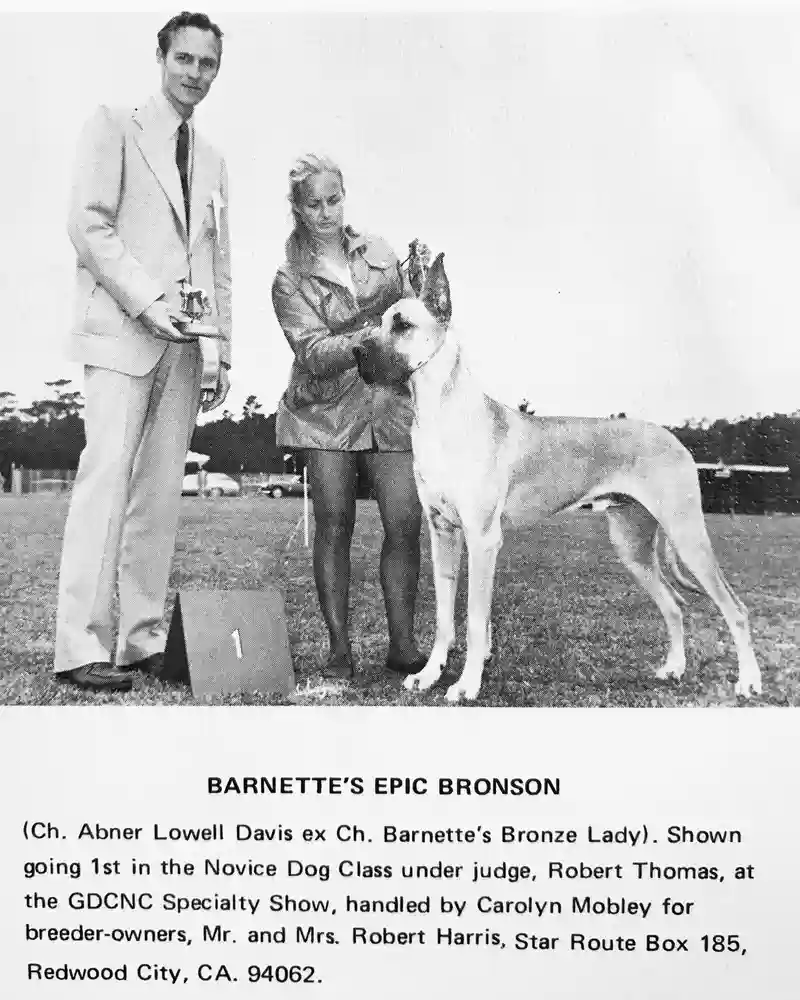 1
BARNETTE'S EPIC BRONSON
(Ch. Abner Lowell Davis ex Ch. Barnette's Bronze Lady). Shown
going 1st in the Novice Dog Class under judge, Robert Thomas, at
the GDCNC Specialty Show, handled by Carolyn Mobley for
breeder-owners, Mr. and Mrs. Robert Harris, Star Route Box 185,
Redwood City, CA. 94062.